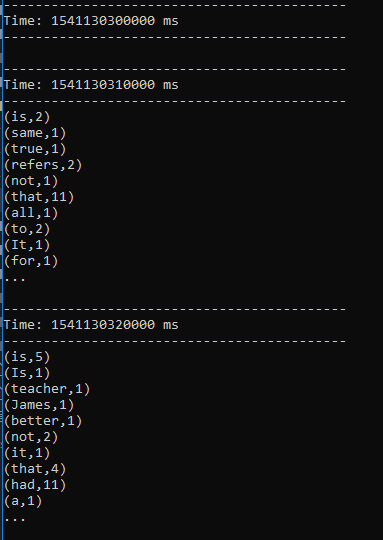 -------------------------------------------
Time: 1541130300000 ms
-------------------------------------------

-------------------------------------------
Time: 1541130310000 ms
-------------------------------------------
(is,2)
(same,1)
(true,1)
(refers,2)
(not,1)
(that,11)
(all,1)
(to,2)
(It,1)
(for,1)
...

-------------------------------------------
Time: 1541130320000 ms
-------------------------------------------
(is,5)
(Is,1)
(teacher,1)
(James,1)
(better,1)
(not,2)
(it,1)
(that,4)
(had,11)
(a,1)
...